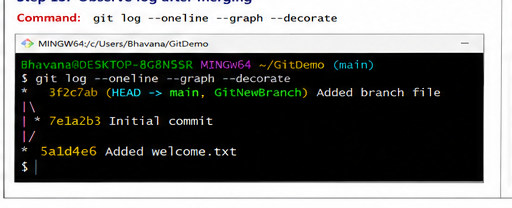 Step 13: Observe log after merging
Command: git log --oneline --graph --decorate
MINGW64:/c/Users/Bhavana/GitDemo
Bhavana@DESKTOP-8G8N5SR MINGW64 ~/GitDemo (main)
$ git log --oneline --graph --decorate
* 3f2c7ab (HEAD -> main, GitNewBranch) Added branch file
|\
| * 7e1a2b3 Initial commit
|/
* 5a1d4e6 Added welcome.txt
$